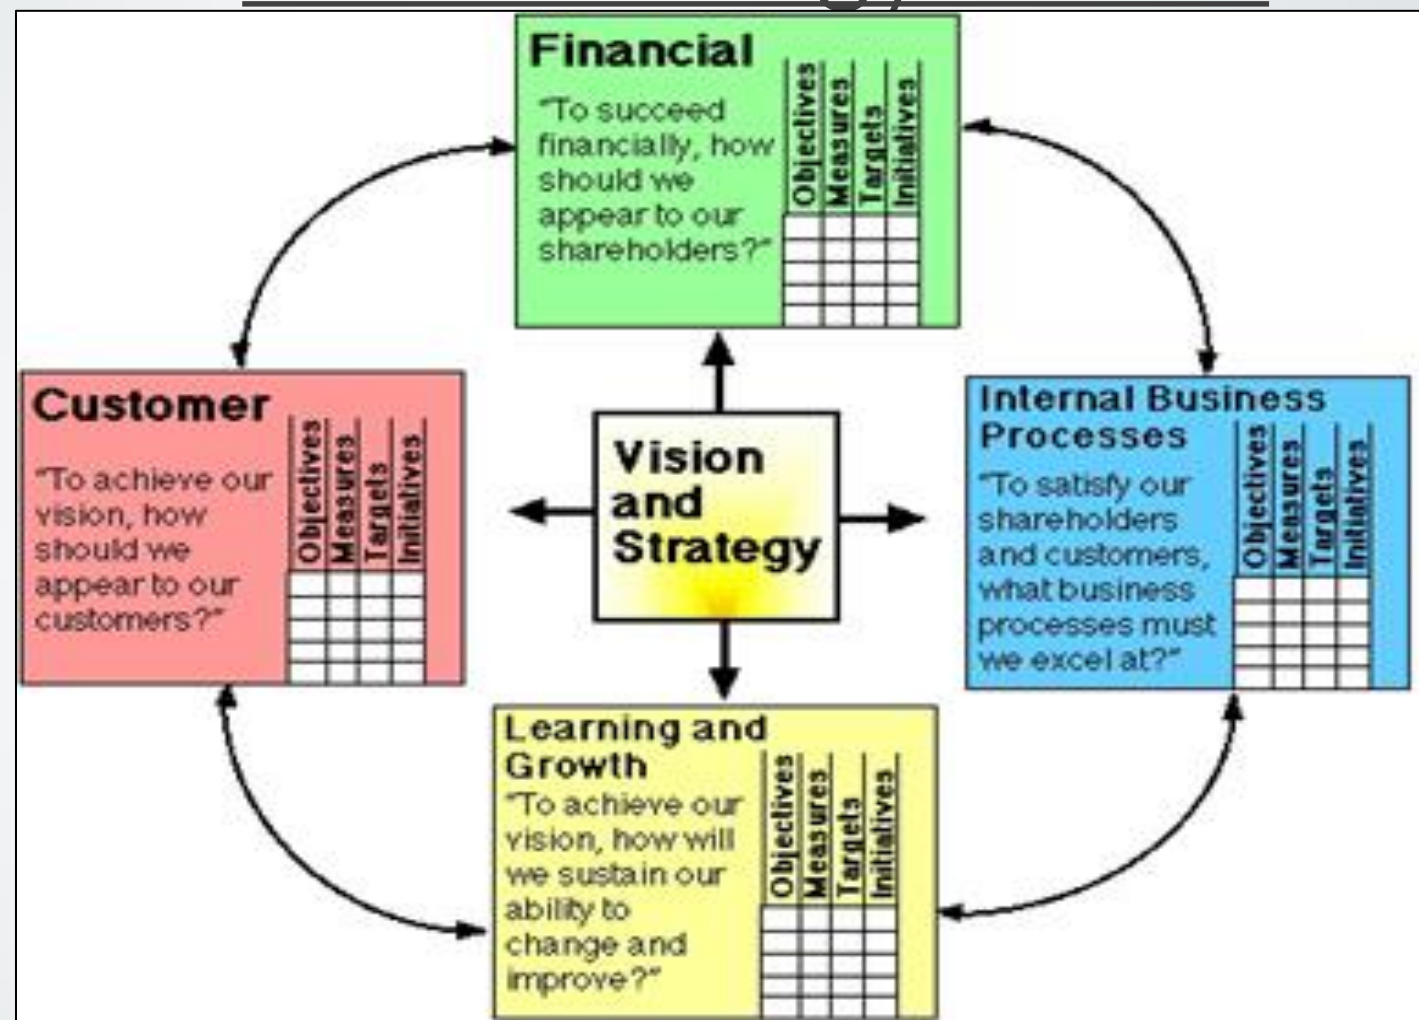 Financial
"To succeed
financially, how
should we
appear to our
shareholders?"
Objectives
Measures
Targets
Initiatives
Customer
"To achieve our
vision, how
should we
appear to our
customers?"
Objectives
Measures
Targets
Initiatives
Vision
and
Strategy
Internal Business
Processes
"To satisfy our
shareholders
and customers,
what business
processes must
we excel at?"
Objectives
Measures
Targets
Initiatives
Learning and
Growth
"To achieve our
vision, how will
we sustain our
ability to
change and
improve?"
Objectives
Measures
Targets
Initiatives